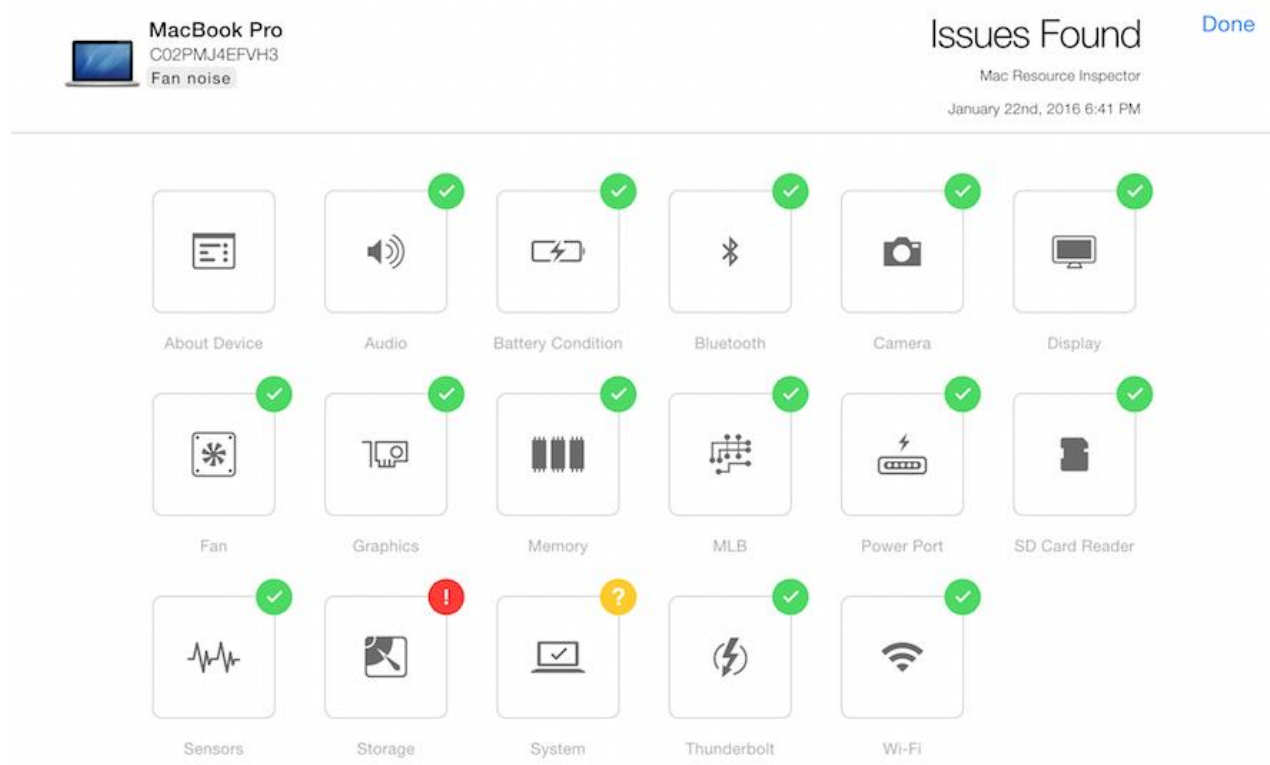 MacBook Pro
C02PMJ4EFVH3
Fan noise
Issues Found
Mac Resource Inspector
January 22nd, 2016 6:41 PM
Done
About Device
Audio
Battery Condition
Bluetooth
Camera
Display
Fan
Graphics
Memory
MLB
Power Port
SD Card Reader
Sensors
Storage
System
Thunderbolt
Wi-Fi